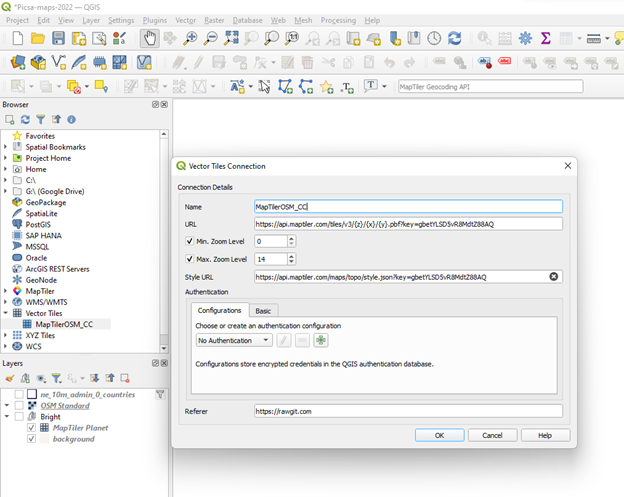 *Picsa-maps-2022 — QGIS
Project Edit View Layer Settings Plugins Vector Raster Database Web Mesh Processing Help
MapTiler Geocoding API
Browser
Favorites
Spatial Bookmarks
Project Home
Home
C:\
G:\ (Google Drive)
GeoPackage
SpatiaLite
PostGIS
SAP HANA
MSSQL
Oracle
ArcGIS REST Servers
GeoNode
MapTiler
WMS/WMTS
Vector Tiles
MapTilerOSM_CC
XYZ Tiles
WCS
Layers
ne_10m_admin_0_countries
OSM Standard
Bright
MapTiler Planet
background
Vector Tiles Connection
Connection Details
Name MapTilerOSM_CC
URL https://api.maptiler.com/tiles/v3/{z}/{x}/{y}.pbf?key=gbetYLSD5vR8MdtZ88AQ
Min. Zoom Level 0
Max. Zoom Level 14
Style URL https://api.maptiler.com/maps/topo/style.json?key=gbetYLSD5vR8MdtZ88AQ
Authentication
Configurations Basic
Choose or create an authentication configuration
No Authentication
Configurations store encrypted credentials in the QGIS authentication database.
Referer https://rawgit.com
OK Cancel Help